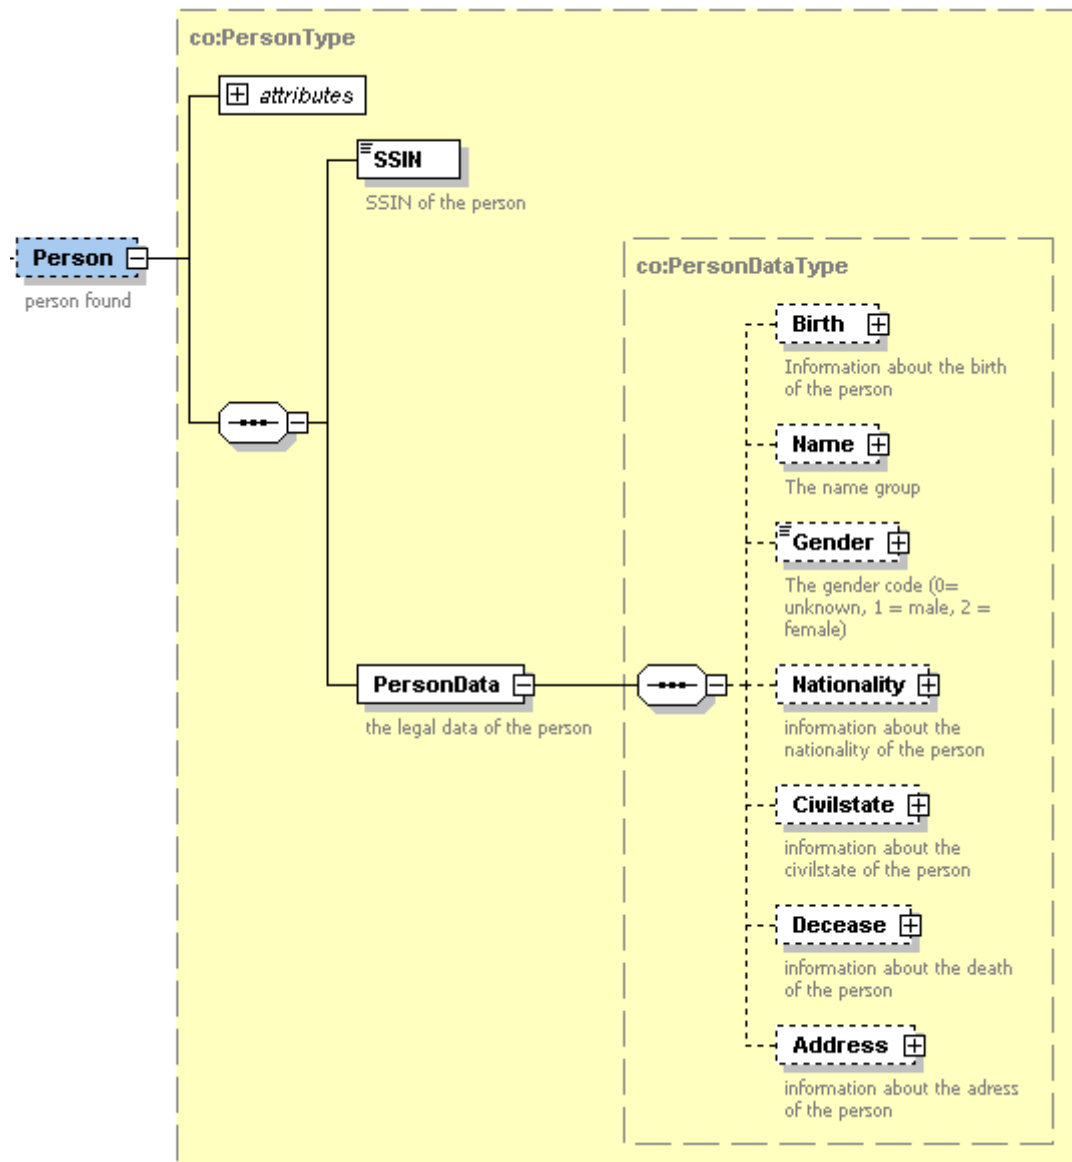 co:PersonType
attributes
SSIN
SSIN of the person
Person
person found
co:PersonDataType
Birth
Information about the birth
of the person
Name
The name group
Gender
The gender code (0=
unknown, 1 = male, 2 =
female)
PersonData
the legal data of the person
Nationality
information about the
nationality of the person
Civilstate
information about the
civilstate of the person
Decease
information about the death
of the person
Address
information about the adress
of the person